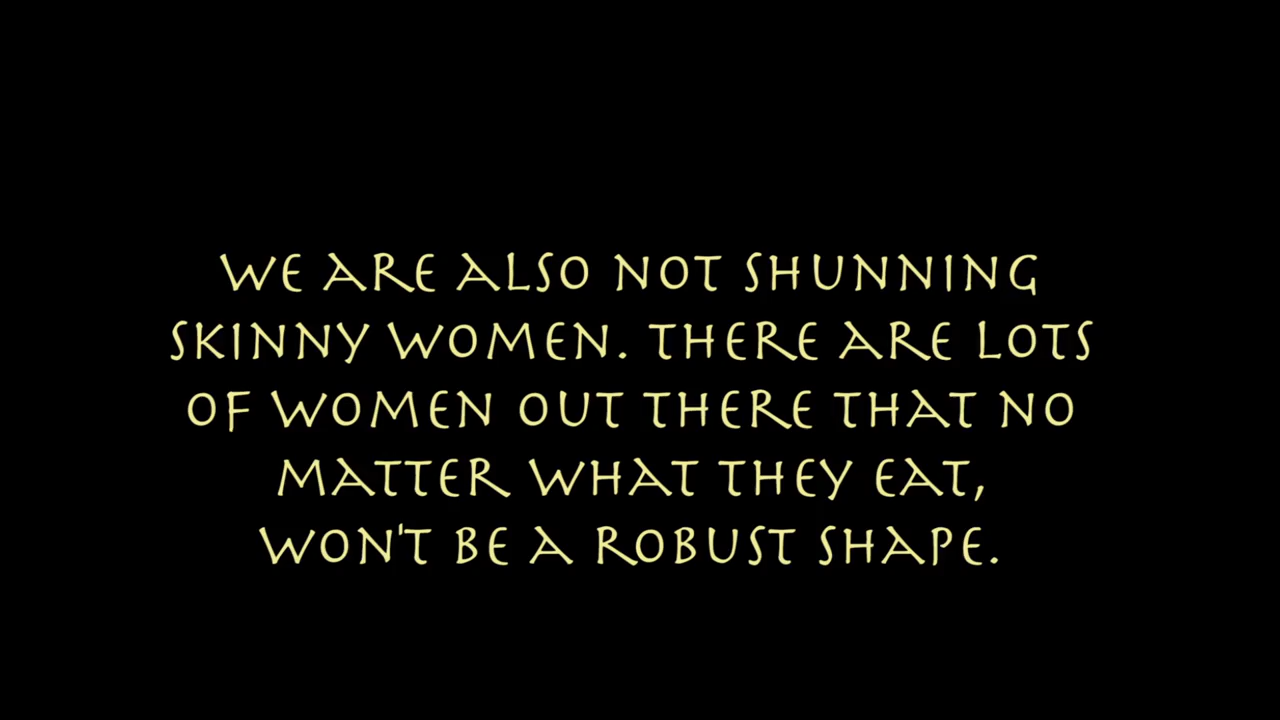 WE ARE ALSO NOT SHUNNING
SKINNY WOMEN. THERE ARE LOTS
OF WOMEN OUT THERE THAT NO
MATTER WHAT THEY EAT,
WON'T BE A ROBUST SHAPE.